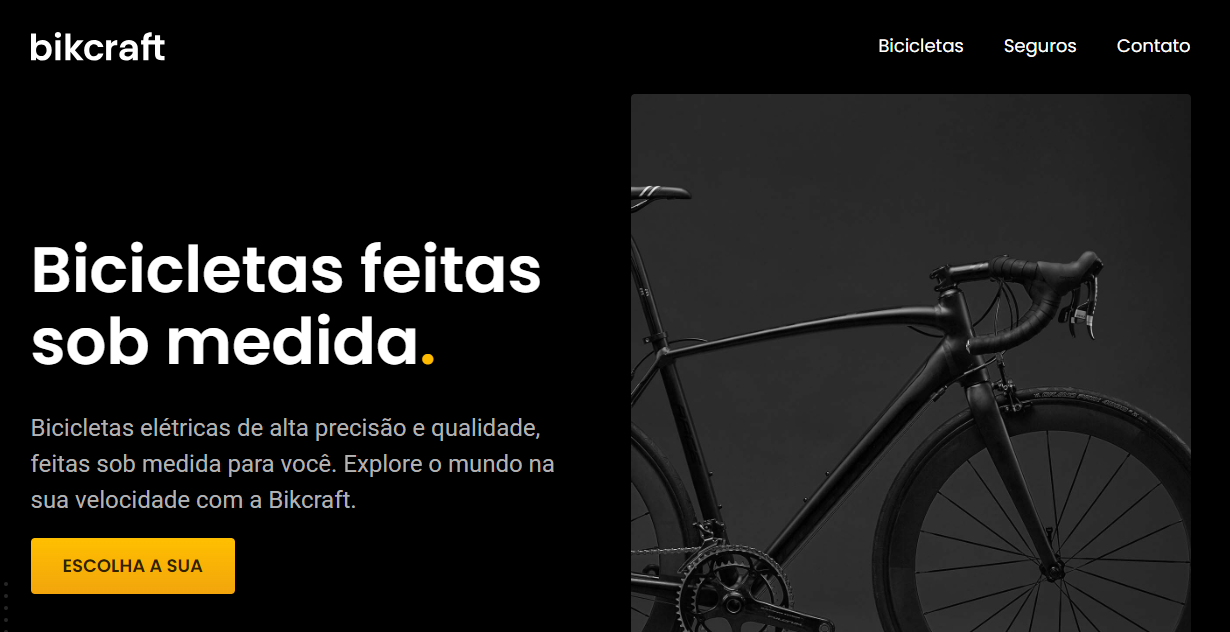 bikcraft
Bicicletas Seguros Contato
Bicicletas feitas
sob medida.
Bicicletas elétricas de alta precisão e qualidade,
feitas sob medida para você. Explore o mundo na
sua velocidade com a Bikcraft.
ESCOLHA A SUA